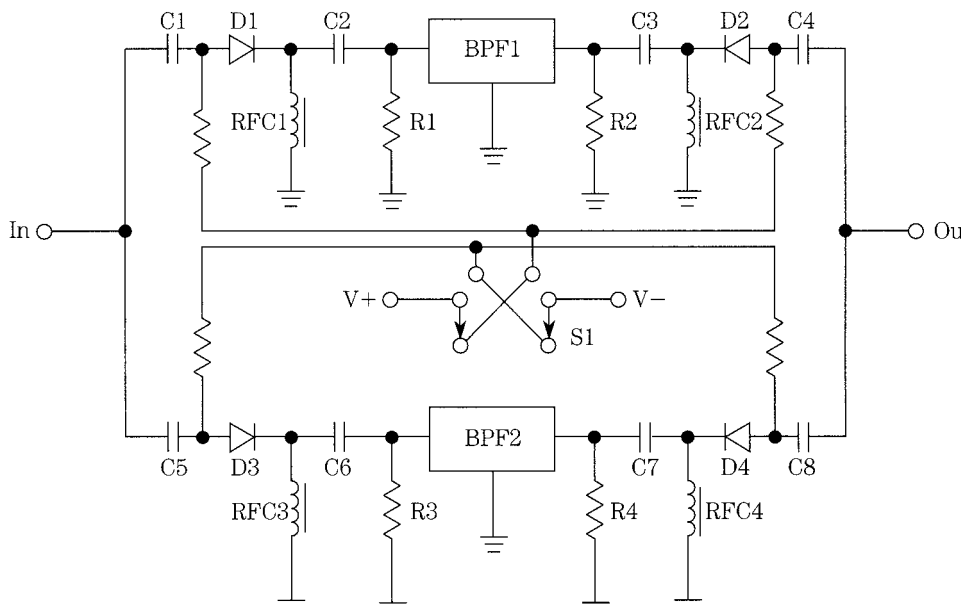 C1 D1 C2 BPF1 C3 D2 C4
RFC1 R1 R2 RFC2
In Ou
V+ V−
S1
C5 D3 C6 BPF2 C7 D4 C8
RFC3 R3 R4 RFC4